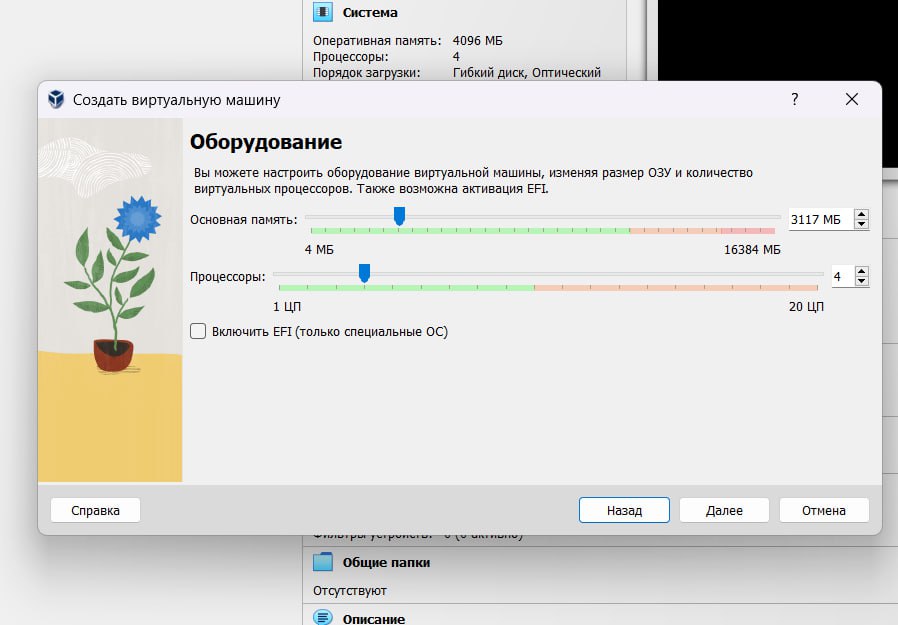 Система
Оперативная память: 4096 МБ
Процессоры: 4
Порядок загрузки: Гибкий диск, Оптический
Создать виртуальную машину
?
Оборудование
Вы можете настроить оборудование виртуальной машины, изменяя размер ОЗУ и количество
виртуальных процессоров. Также возможна активация EFI.
Основная память: 3117 МБ
4 МБ 16384 МБ
Процессоры: 4
1 ЦП 20 ЦП
Включить EFI (только специальные ОС)
Справка Назад Далее Отмена
Фильтры устройств: 0 (0 активно)
Общие папки
Отсутствуют
Описание